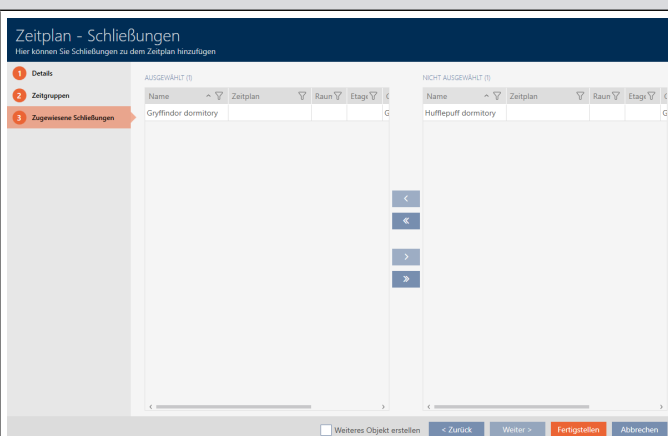 Zeitplan - Schließungen
Hier können Sie Schließungen zu dem Zeitplan hinzufügen
1 Details
2 Zeitgruppen
3 Zugewiesene Schließungen
AUSGEWÄHLT (1)
Name Zeitplan Raun Etage
Gryffindor dormitory G
NICHT AUSGEWÄHLT (1)
Name Zeitplan Raun Etage
Hufflepuff dormitory G
Weiteres Objekt erstellen < Zurück Weiter > Fertigstellen Abbrechen